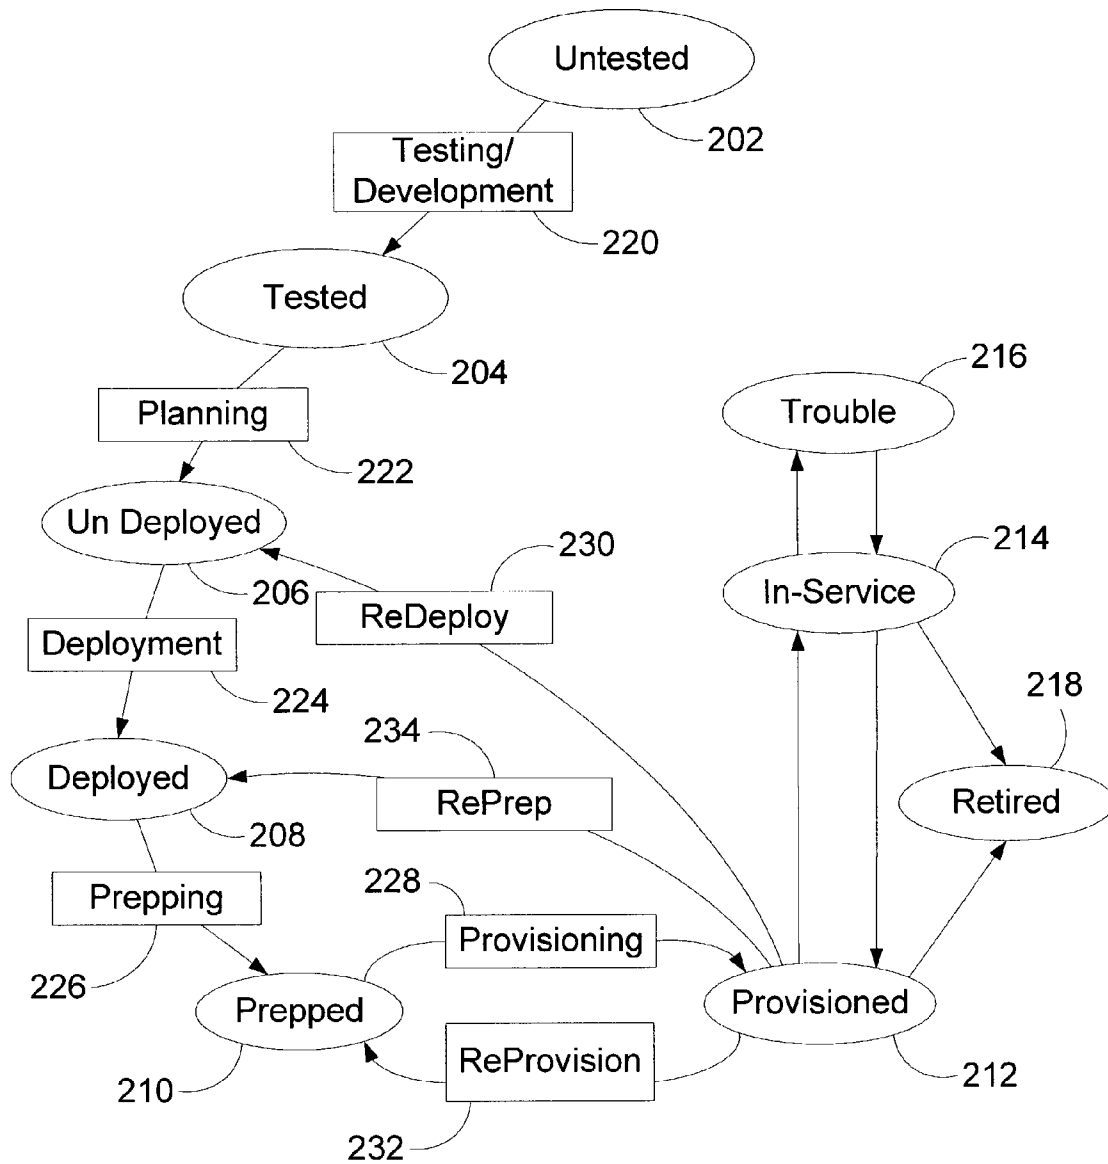 Untested
202
Testing/
Development
220
Tested
204
216
Trouble
Planning
222
Un Deployed
206
230
214
In-Service
ReDeploy
Deployment
224
218
234
Deployed
208
RePrep
Retired
Prepping
226
228
Provisioning
Prepped
210
Provisioned
212
ReProvision
232